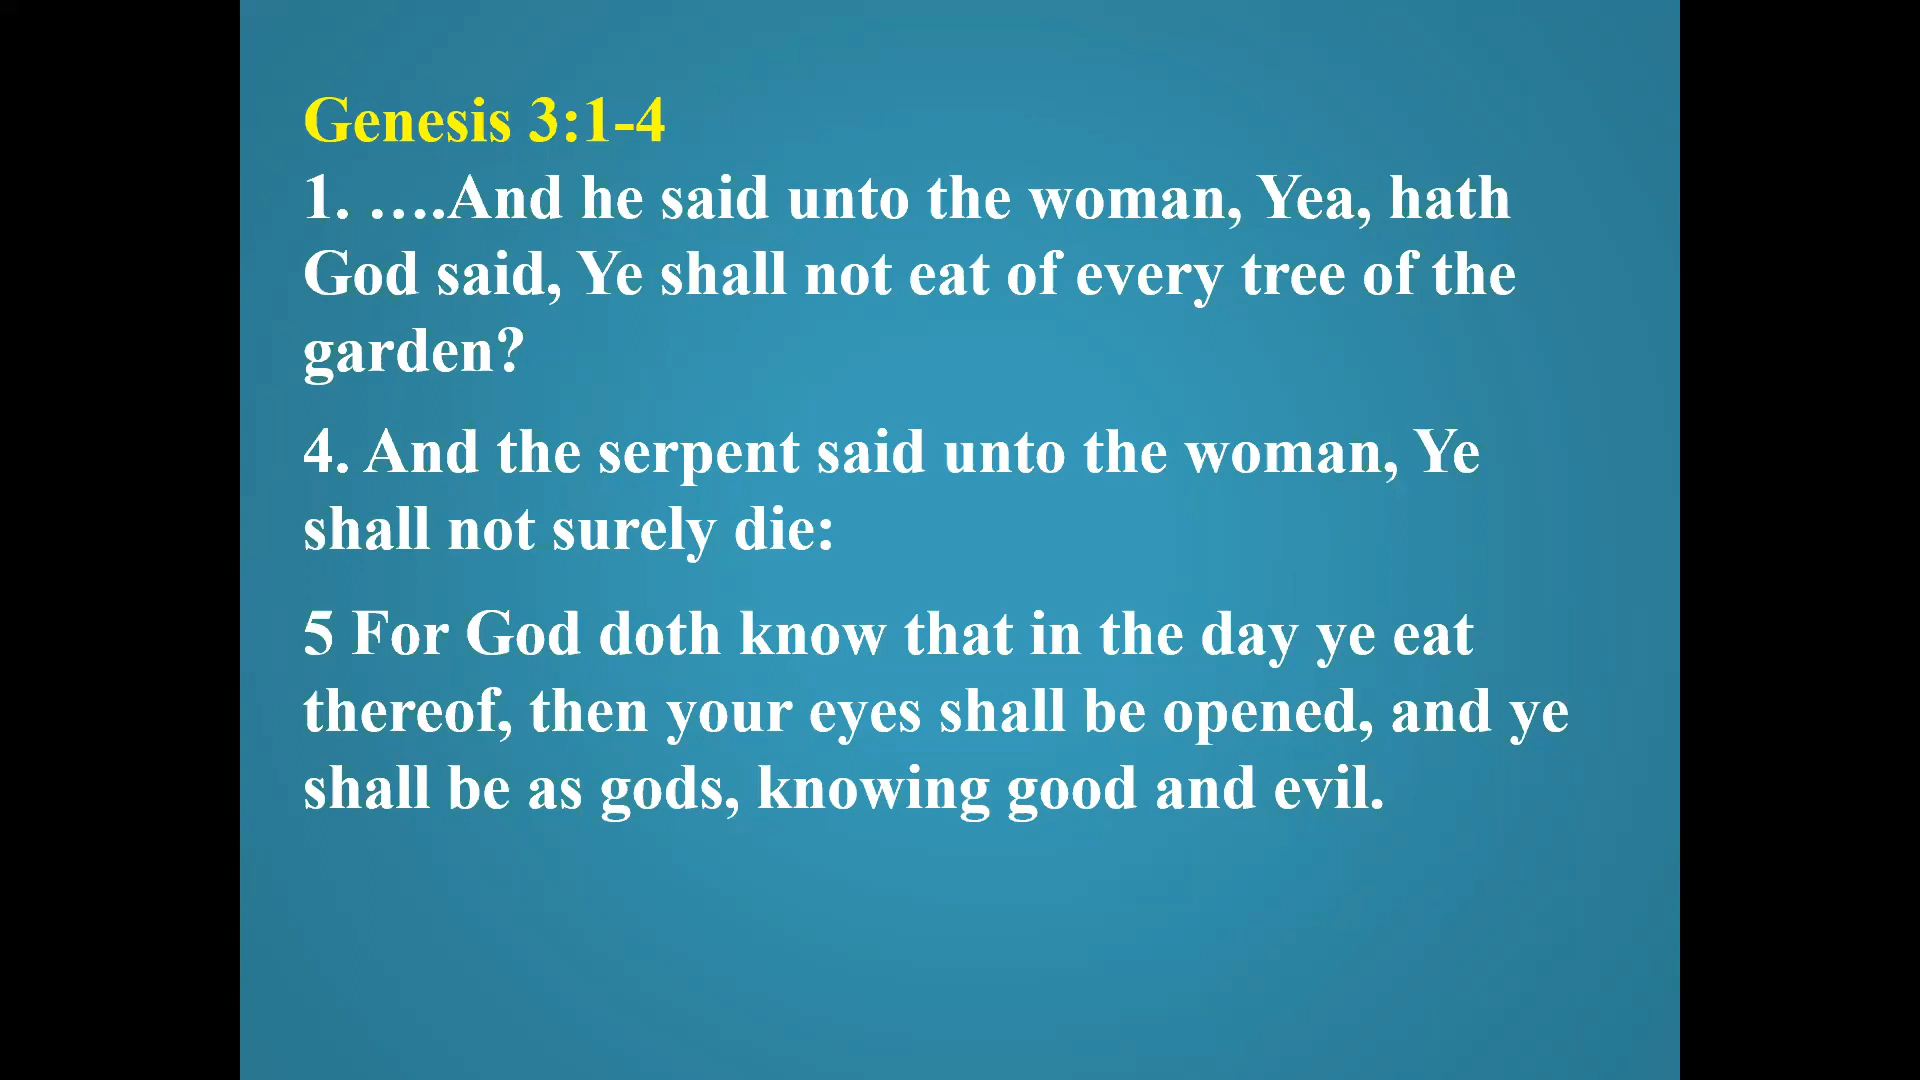 Genesis 3:1-4
1. ….And he said unto the woman, Yea, hath
God said, Ye shall not eat of every tree of the
garden?
4. And the serpent said unto the woman, Ye
shall not surely die:
5 For God doth know that in the day ye eat
thereof, then your eyes shall be opened, and ye
shall be as gods, knowing good and evil.